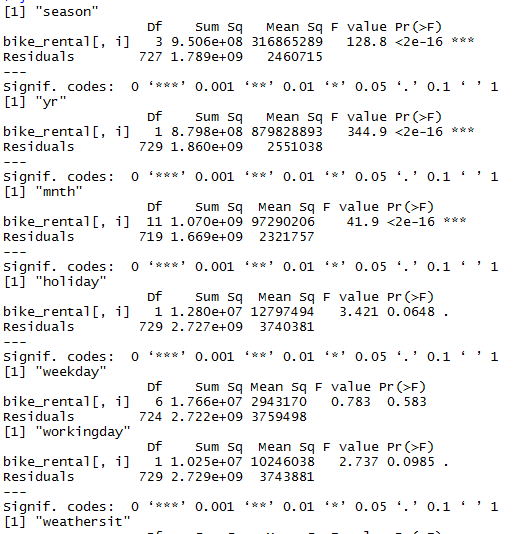 [1] "season"
Df Sum Sq Mean Sq F value Pr(>F)
bike_rental[, i] 3 9.506e+08 316865289 128.8 <2e-16 ***
Residuals 727 1.789e+09 2460715
---
Signif. codes: 0 ‘***’ 0.001 ‘**’ 0.01 ‘*’ 0.05 ‘.’ 0.1 ‘ ’ 1
[1] "yr"
Df Sum Sq Mean Sq F value Pr(>F)
bike_rental[, i] 1 8.798e+08 879828893 344.9 <2e-16 ***
Residuals 729 1.860e+09 2551038
---
Signif. codes: 0 ‘***’ 0.001 ‘**’ 0.01 ‘*’ 0.05 ‘.’ 0.1 ‘ ’ 1
[1] "mnth"
Df Sum Sq Mean Sq F value Pr(>F)
bike_rental[, i] 11 1.070e+09 97290206 41.9 <2e-16 ***
Residuals 719 1.669e+09 2321757
---
Signif. codes: 0 ‘***’ 0.001 ‘**’ 0.01 ‘*’ 0.05 ‘.’ 0.1 ‘ ’ 1
[1] "holiday"
Df Sum Sq Mean Sq F value Pr(>F)
bike_rental[, i] 1 1.280e+07 12797494 3.421 0.0648 .
Residuals 729 2.727e+09 3740381
---
Signif. codes: 0 ‘***’ 0.001 ‘**’ 0.01 ‘*’ 0.05 ‘.’ 0.1 ‘ ’ 1
[1] "weekday"
Df Sum Sq Mean Sq F value Pr(>F)
bike_rental[, i] 6 1.766e+07 2943170 0.783 0.583
Residuals 724 2.722e+09 3759498
[1] "workingday"
Df Sum Sq Mean Sq F value Pr(>F)
bike_rental[, i] 1 1.025e+07 10246038 2.737 0.0985 .
Residuals 729 2.729e+09 3743881
---
Signif. codes: 0 ‘***’ 0.001 ‘**’ 0.01 ‘*’ 0.05 ‘.’ 0.1 ‘ ’ 1
[1] "weathersit"